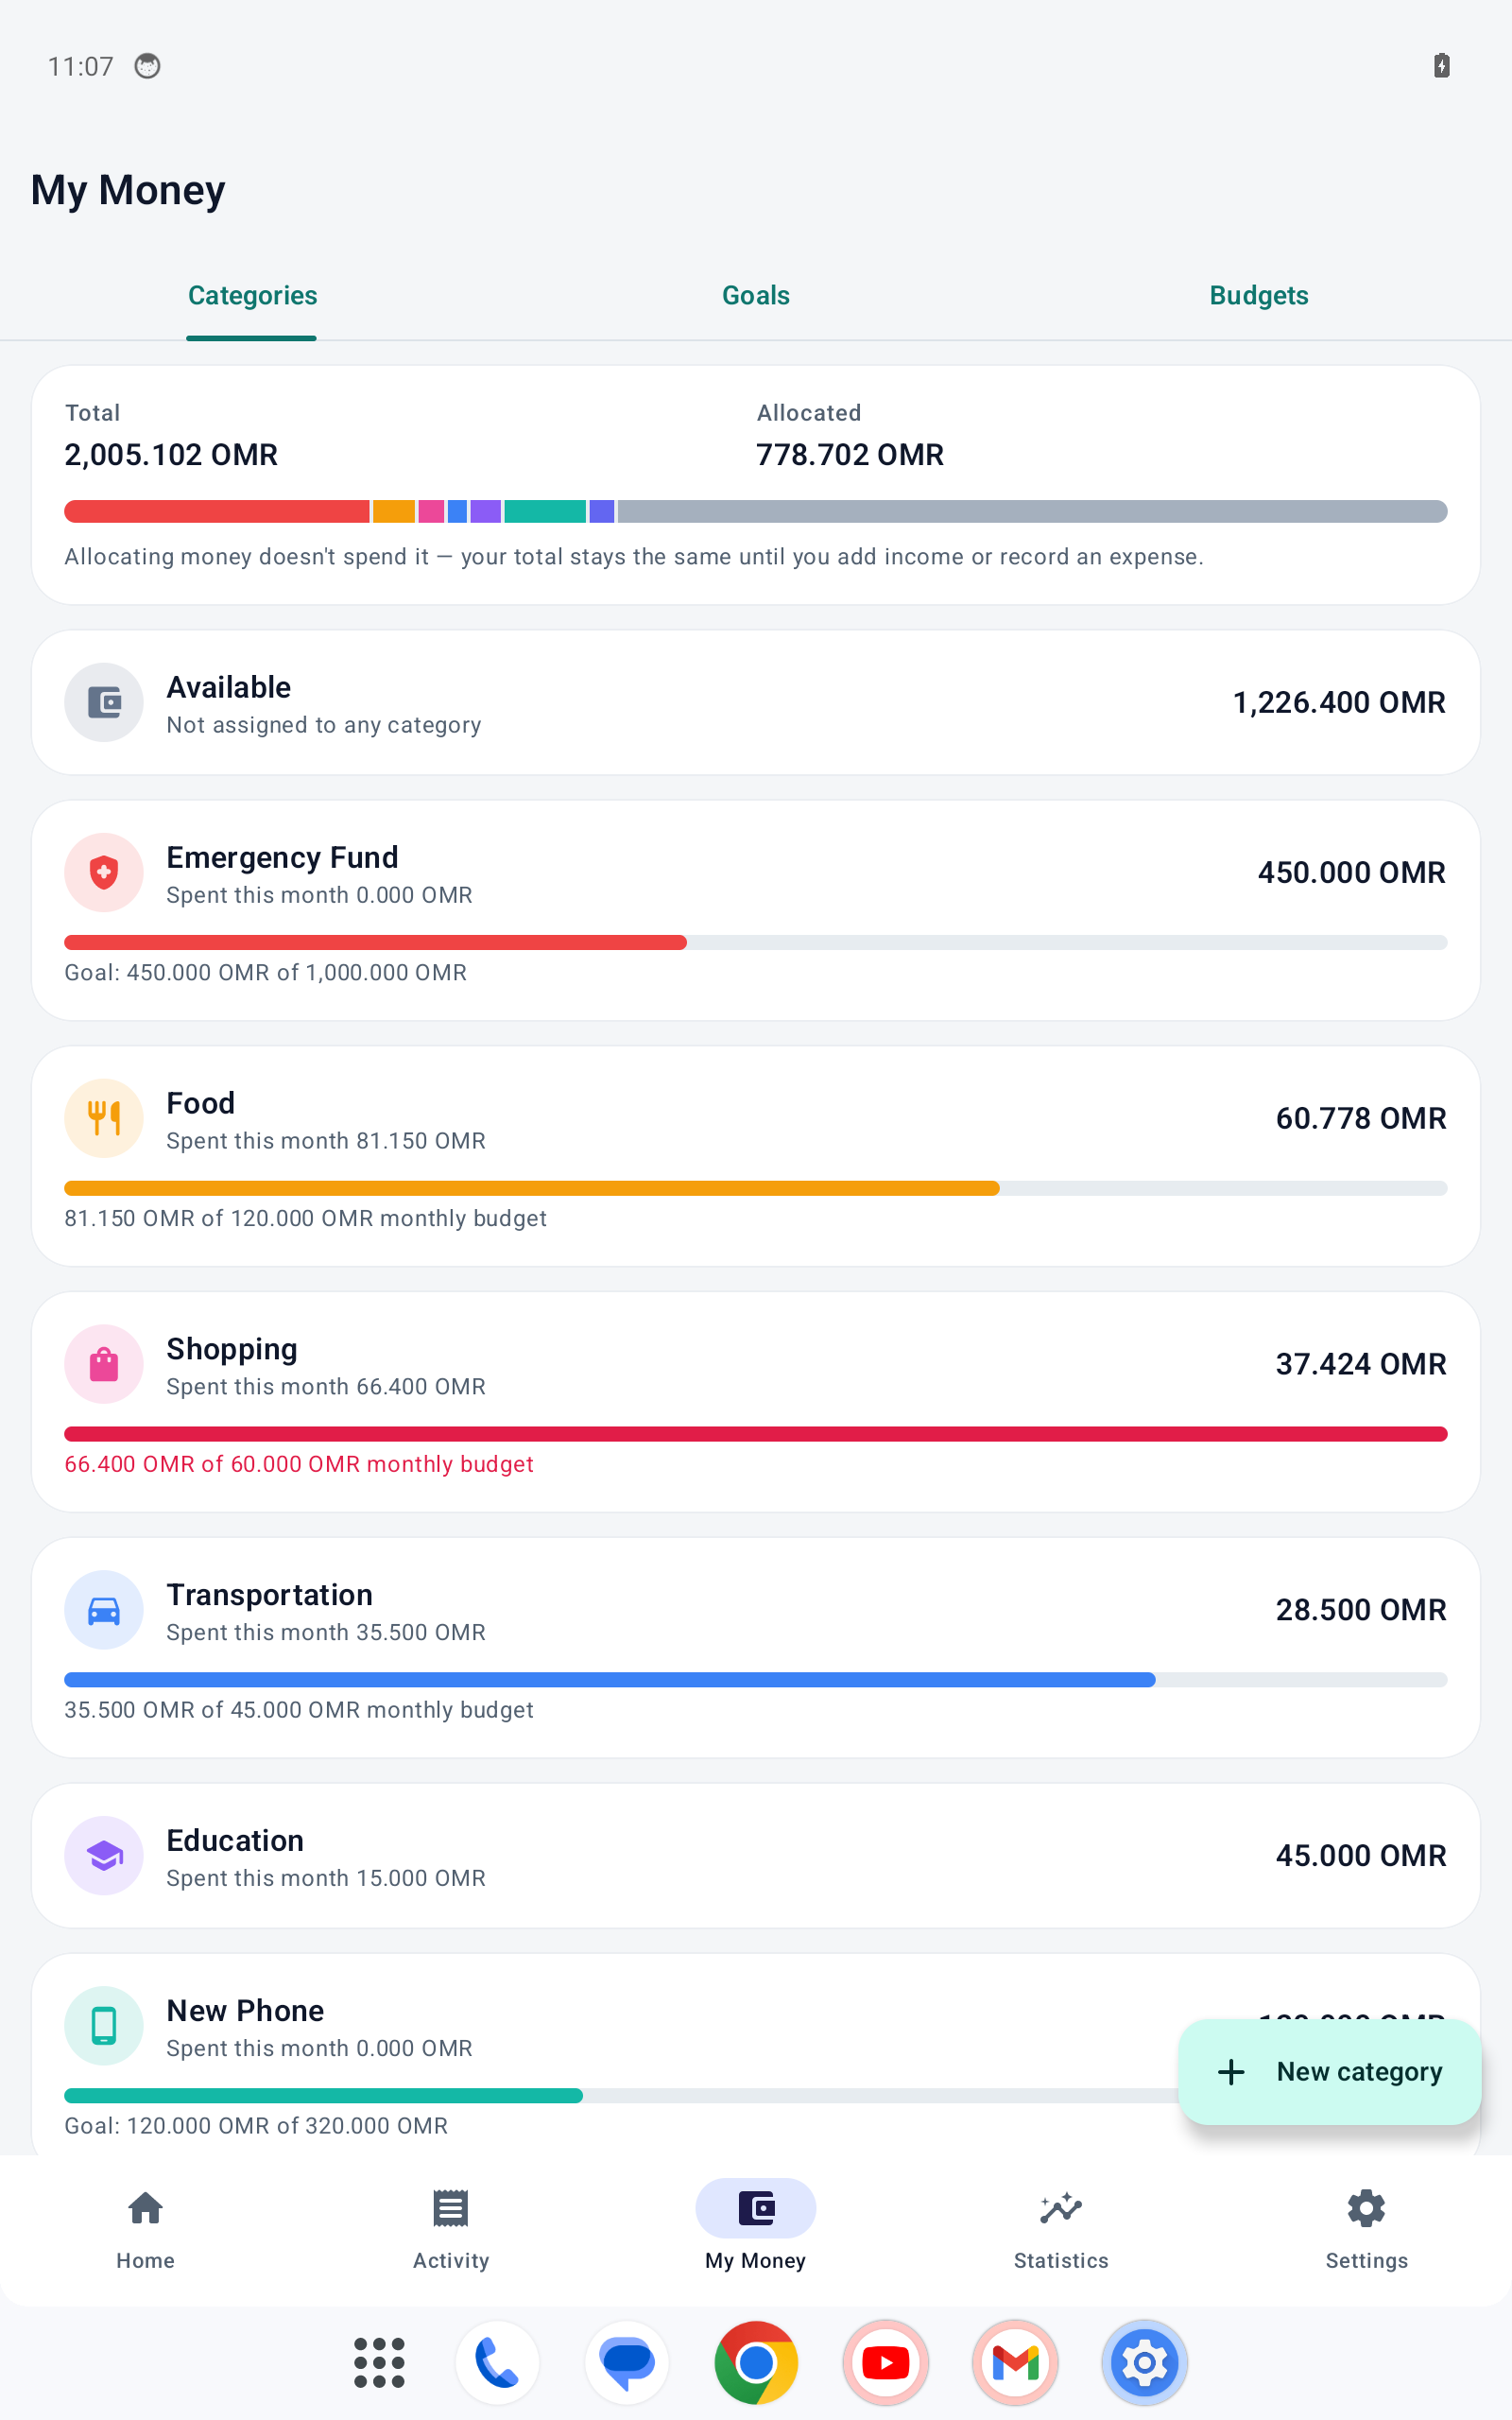 11:07
My Money
Categories Goals Budgets
Total Allocated
2,005.102 OMR 778.702 OMR
Allocating money doesn't spend it — your total stays the same until you add income or record an expense.
Available
Not assigned to any category
1,226.400 OMR
Emergency Fund
Spent this month 0.000 OMR
450.000 OMR
Goal: 450.000 OMR of 1,000.000 OMR
Food
Spent this month 81.150 OMR
60.778 OMR
81.150 OMR of 120.000 OMR monthly budget
Shopping
Spent this month 66.400 OMR
37.424 OMR
66.400 OMR of 60.000 OMR monthly budget
Transportation
Spent this month 35.500 OMR
28.500 OMR
35.500 OMR of 45.000 OMR monthly budget
Education
Spent this month 15.000 OMR
45.000 OMR
New Phone
Spent this month 0.000 OMR
New category
Goal: 120.000 OMR of 320.000 OMR
Home Activity My Money Statistics Settings